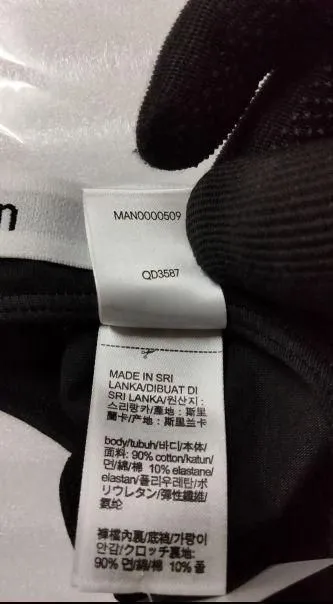 m
MAN0000509
QD3587
MADE IN SRI
LANKA/DIBUAT DI
SRI LANKA/원산지 :
스리랑카/產地 : 斯里
蘭卡/产地 : 斯里兰卡
body/tubuh/바디/本体/
面料: 90% cotton/katun/
면/綿/棉 10% elastane/
elastan/폴리우레탄/ポ
リウレタン/彈性纖維/
氨纶
褲襠內裏/底裆/가랑이
안감/クロッチ裏地:
90% 면/綿/棉 10% 폴